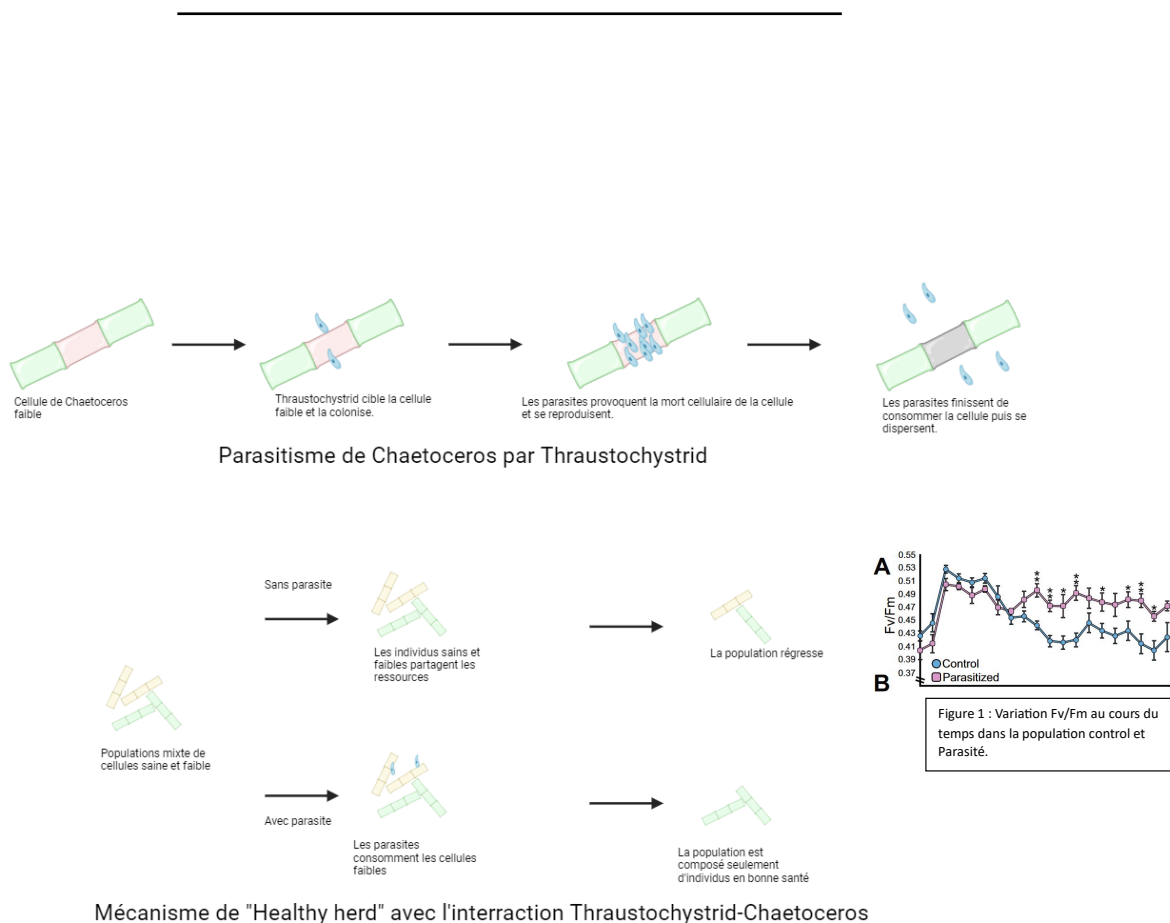 Cellule de Chaetoceros
faible
Thraustochystrid cible la cellule
faible et la colonise.
Les parasites provoquent la mort cellulaire de la cellule
et se reproduisent.
Les parasites finissent de
consommer la cellule puis se
dispersent.
Parasitisme de Chaetoceros par Thraustochystrid
Populations mixte de
cellules saine et faible
Sans parasite
Les individus sains et
faibles partagent les
ressources
La population régresse
Avec parasite
Les parasites
consomment les cellules
faibles
La population est
composé seulement
d'individus en bonne santé
A
B
Fv/Fm
0.55
0.53
0.51
0.49
0.47
0.45
0.43
0.41
0.39
0.37
Control
Parasitized
Figure 1 : Variation Fv/Fm au cours du
temps dans la population control et
Parasité.
Mécanisme de "Healthy herd" avec l'interraction Thraustochystrid-Chaetoceros